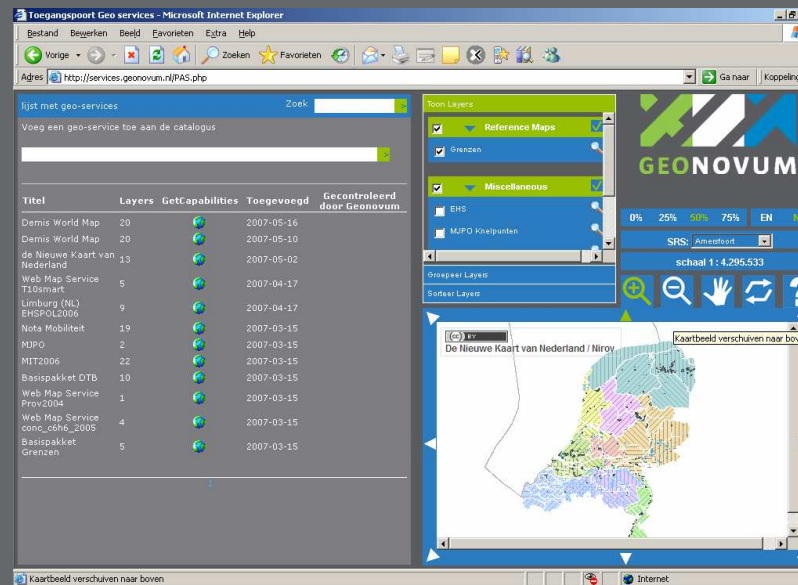 Toegangspoort Geo services - Microsoft Internet Explorer
Bestand Bewerken Beeld Favorieten Extra Help
Vorige Zoeken Favorieten
Adres http://services.geonovum.nl/PAS.php Ga naar Koppeling
lijst met geo-services Zoek >
Voeg een geo-service toe aan de catalogus
>
Titel Layers GetCapabilities Toegevoegd Gecontroleerd door Geonovum
Demis World Map 20 2007-05-16
Demis World Map 20 2007-05-10
de Nieuwe Kaart van Nederland 13 2007-05-02
Web Map Service T10smart 5 2007-04-17
Limburg (NL) EHSPOL2006 9 2007-04-17
Nota Mobiliteit 19 2007-03-15
MJPO 2 2007-03-15
MIT2006 22 2007-03-15
Basispakket DTB 10 2007-03-15
Web Map Service Prov2004 1 2007-03-15
Web Map Service conc_c6h6_2005 4 2007-03-15
Basispakket Grenzen 5 2007-03-15
1
Toon Layers
Reference Maps
Grenzen
Miscellaneous
EHS
MJPO Knelpunten
Groepeer Layers
Sorteer Layers
GEONOVUM
0% 25% 50% 75% EN N
SRS: Amersfoort
schaal 1 : 4.295.533
?
Kaartbeeld verschuiven naar bov
(cc) BY
De Nieuwe Kaart van Nederland / Nirov
Kaartbeeld verschuiven naar boven
Internet